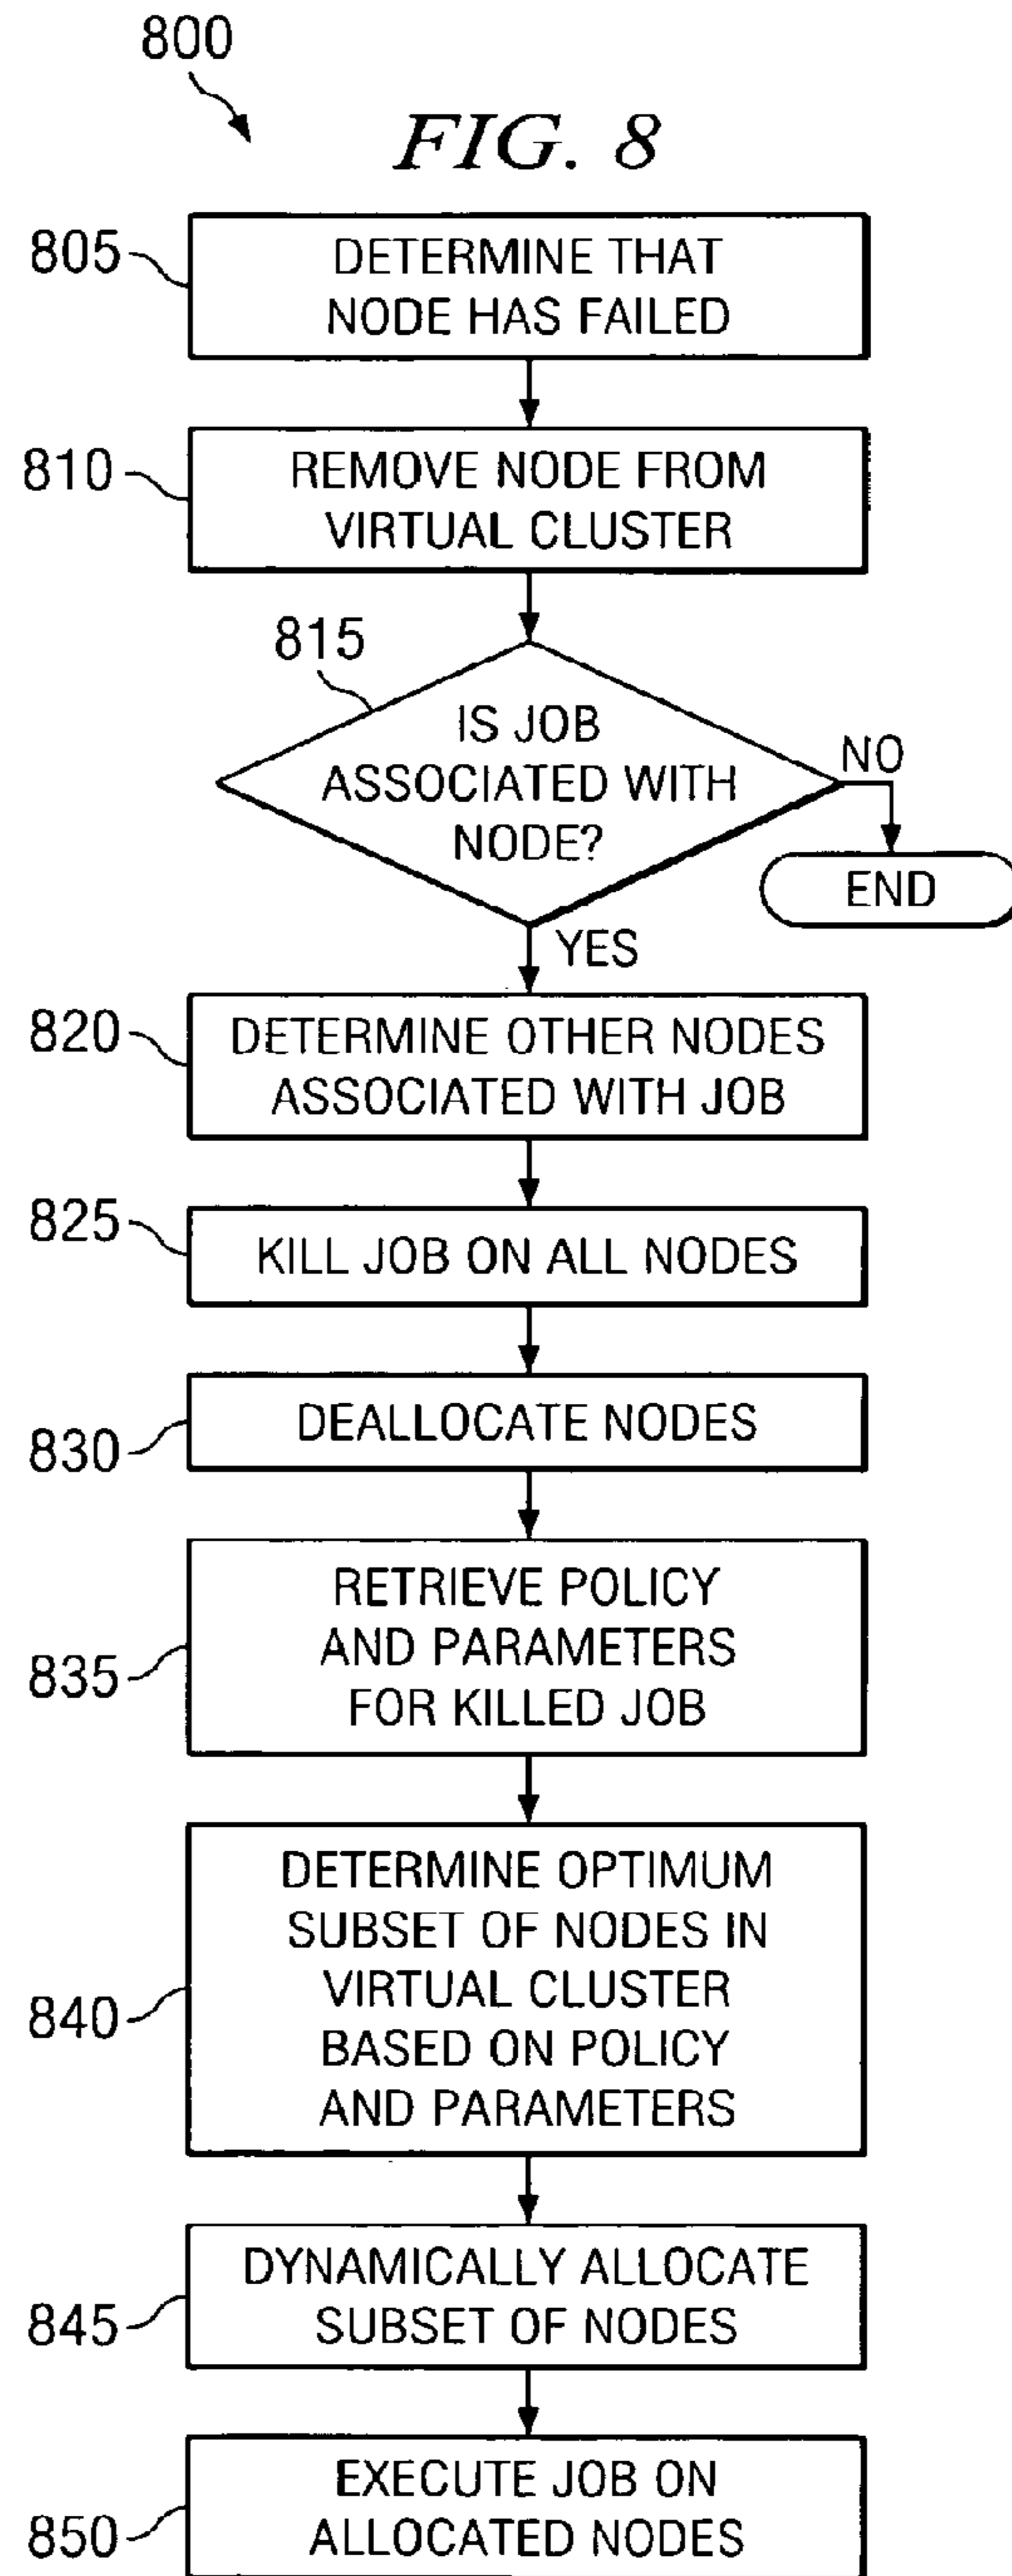 800
FIG. 8
805
DETERMINE THAT
NODE HAS FAILED
810
REMOVE NODE FROM
VIRTUAL CLUSTER
815
IS JOB
ASSOCIATED WITH
NODE?
NO
END
YES
820
DETERMINE OTHER NODES
ASSOCIATED WITH JOB
825
KILL JOB ON ALL NODES
830
DEALLOCATE NODES
835
RETRIEVE POLICY
AND PARAMETERS
FOR KILLED JOB
840
DETERMINE OPTIMUM
SUBSET OF NODES IN
VIRTUAL CLUSTER
BASED ON POLICY
AND PARAMETERS
845
DYNAMICALLY ALLOCATE
SUBSET OF NODES
850
EXECUTE JOB ON
ALLOCATED NODES